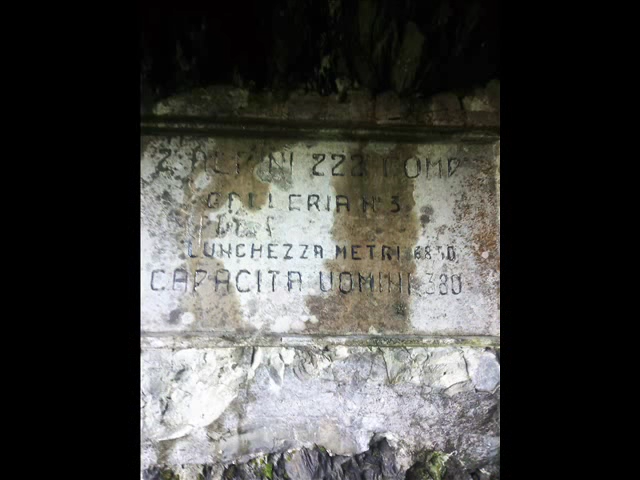 2 ALPINI 222 COMP
GALLERIA N° 3
LUNGHEZZA METRI
CAPACITA UOMINI 380